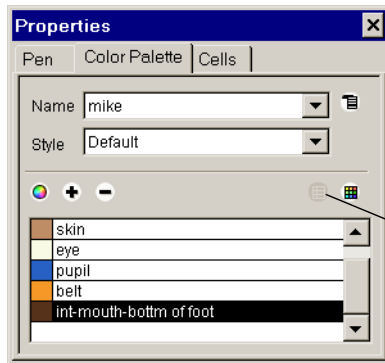 Properties
Pen Color Palette Cells
Name mike
Style Default
skin
eye
pupil
belt
int-mouth-bottm of foot